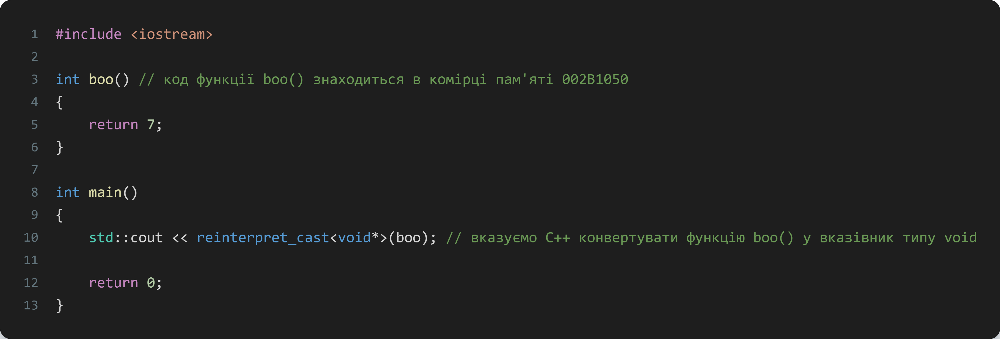 1 #include <iostream>
2
3 int boo() // код функції boo() знаходиться в комірці пам'яті 002B1050
4 {
5     return 7;
6 }
7
8 int main()
9 {
10     std::cout << reinterpret_cast<void*>(boo); // вказуємо C++ конвертувати функцію boo() у вказівник типу void
11
12     return 0;
13 }